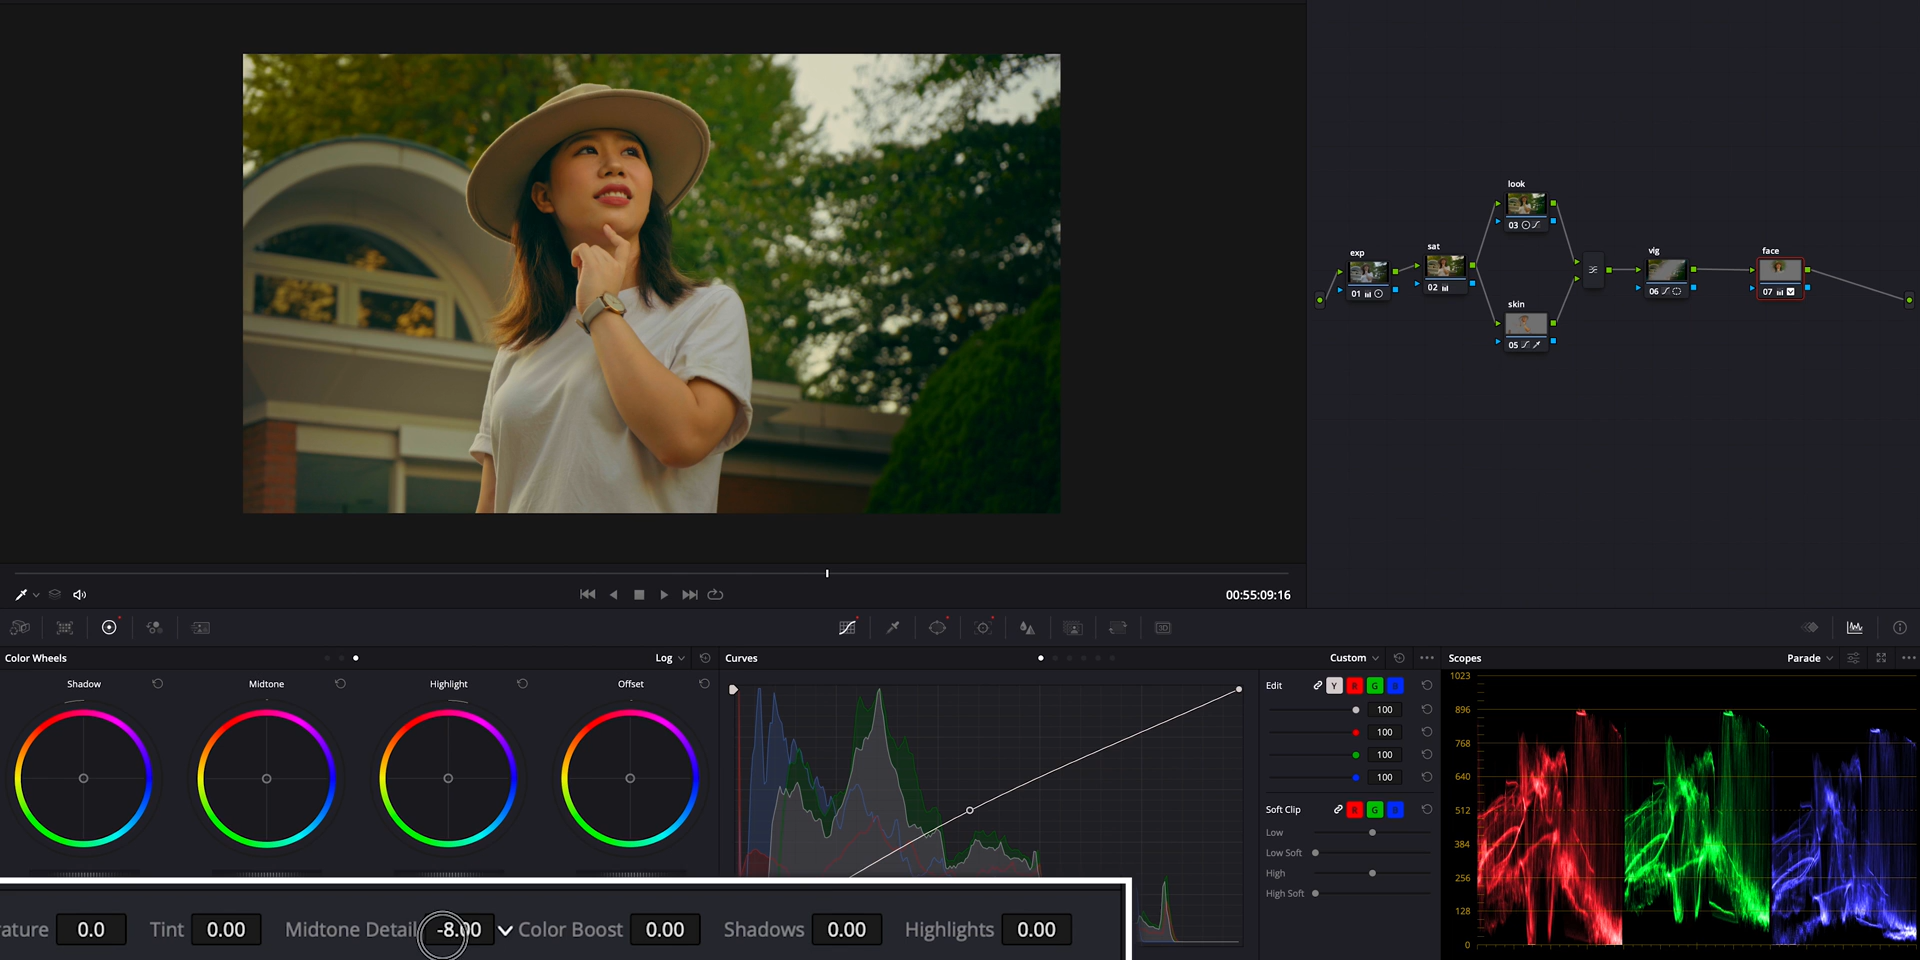 look
03
exp
01
sat
02
skin
05
vig
06
face
07
00:55:09:16
3D
Color Wheels
Log
Shadow
Midtone
Highlight
Offset
Curves
Custom
Edit
Y
R
G
B
100
100
100
100
Soft Clip
R
G
B
Low
Low Soft
High
High Soft
Scopes
Parade
1023
896
768
640
512
384
256
128
0
ature 0.0 Tint 0.00 Midtone Detail -8.00 Color Boost 0.00 Shadows 0.00 Highlights 0.00